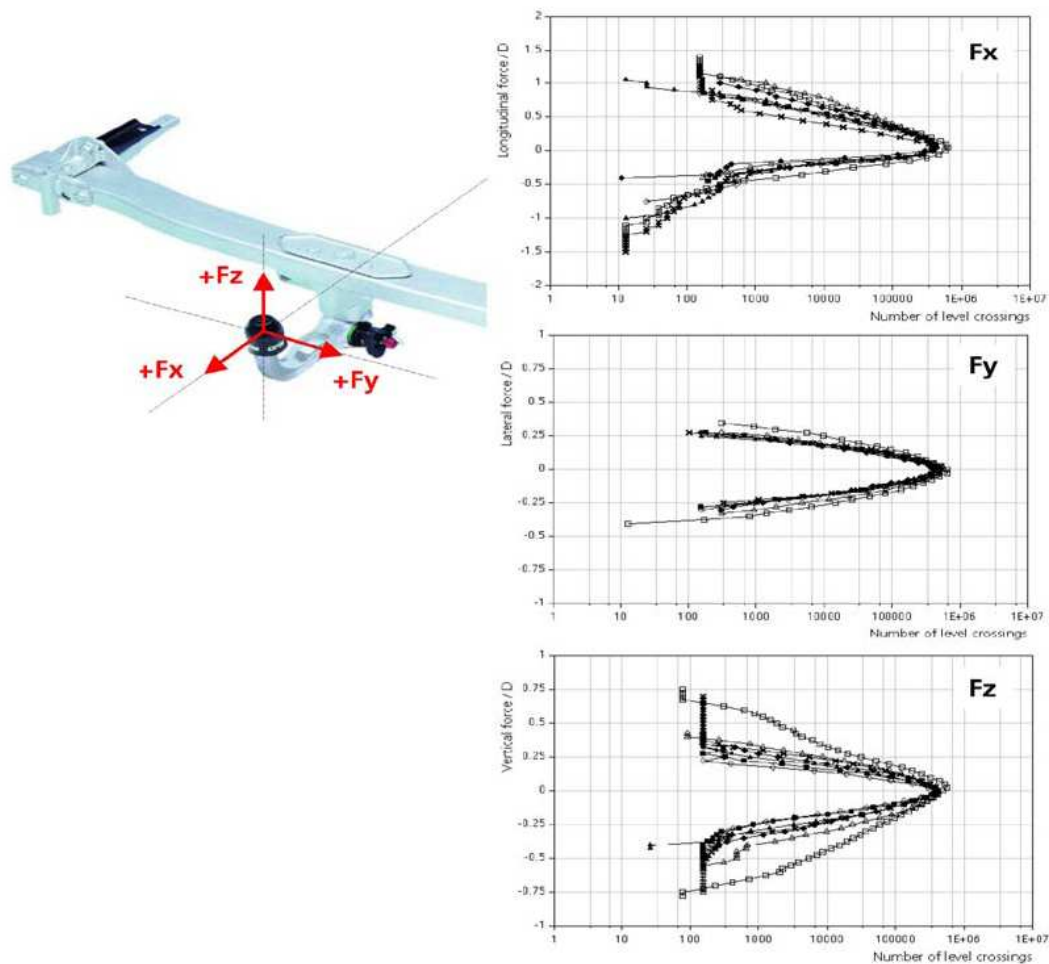 +Fz
+Fx
+Fy
Fx
Longitudinal force / D
2
1.5
1
0.5
0
-0.5
-1
-1.5
-2
1
10
100
1000
10000
100000
1E+06
1E+07
Number of level crossings
Fy
Lateral force / D
1
0.75
0.5
0.25
0
-0.25
-0.5
-0.75
-1
1
10
100
1000
10000
100000
1E+06
1E+07
Number of level crossings
Fz
Vertical force / D
1
0.75
0.5
0.25
0
-0.25
-0.5
-0.75
-1
1
10
100
1000
10000
100000
1E+06
1E+07
Number of level crossings